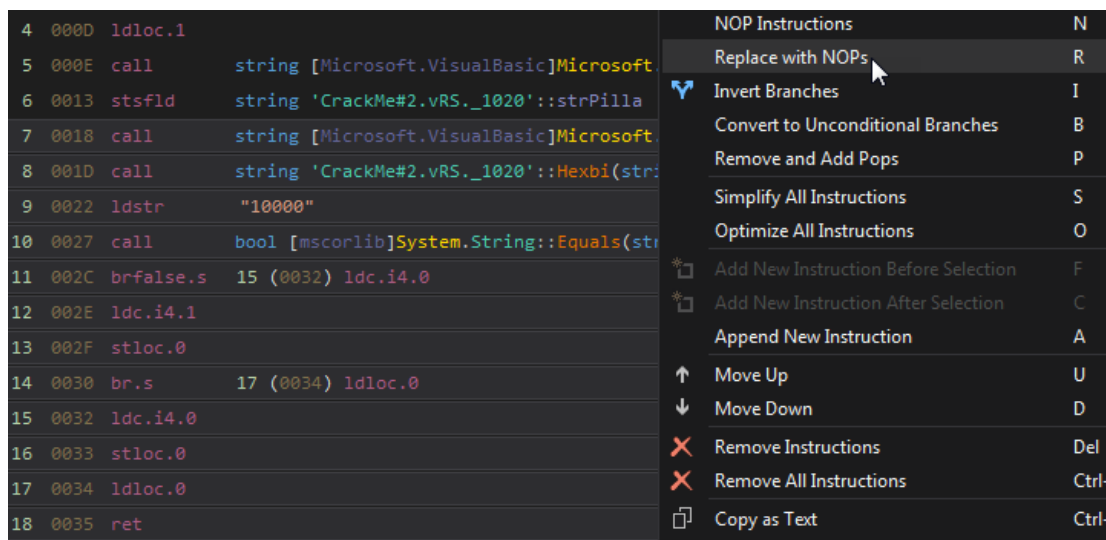 4 000D ldloc.1
5 000E call string [Microsoft.VisualBasic]Microsoft.
6 0013 stsfld string 'CrackMe#2.vRS._1020'::strPilla
7 0018 call string [Microsoft.VisualBasic]Microsoft.
8 001D call string 'CrackMe#2.vRS._1020'::Hexbi(stri
9 0022 ldstr "10000"
10 0027 call bool [mscorlib]System.String::Equals(str
11 002C brfalse.s 15 (0032) ldc.i4.0
12 002E ldc.i4.1
13 002F stloc.0
14 0030 br.s 17 (0034) ldloc.0
15 0032 ldc.i4.0
16 0033 stloc.0
17 0034 ldloc.0
18 0035 ret
NOP Instructions N
Replace with NOPs R
Invert Branches I
Convert to Unconditional Branches B
Remove and Add Pops P
Simplify All Instructions S
Optimize All Instructions O
Add New Instruction Before Selection F
Add New Instruction After Selection C
Append New Instruction A
Move Up U
Move Down D
Remove Instructions Del
Remove All Instructions Ctrl-
Copy as Text Ctrl-